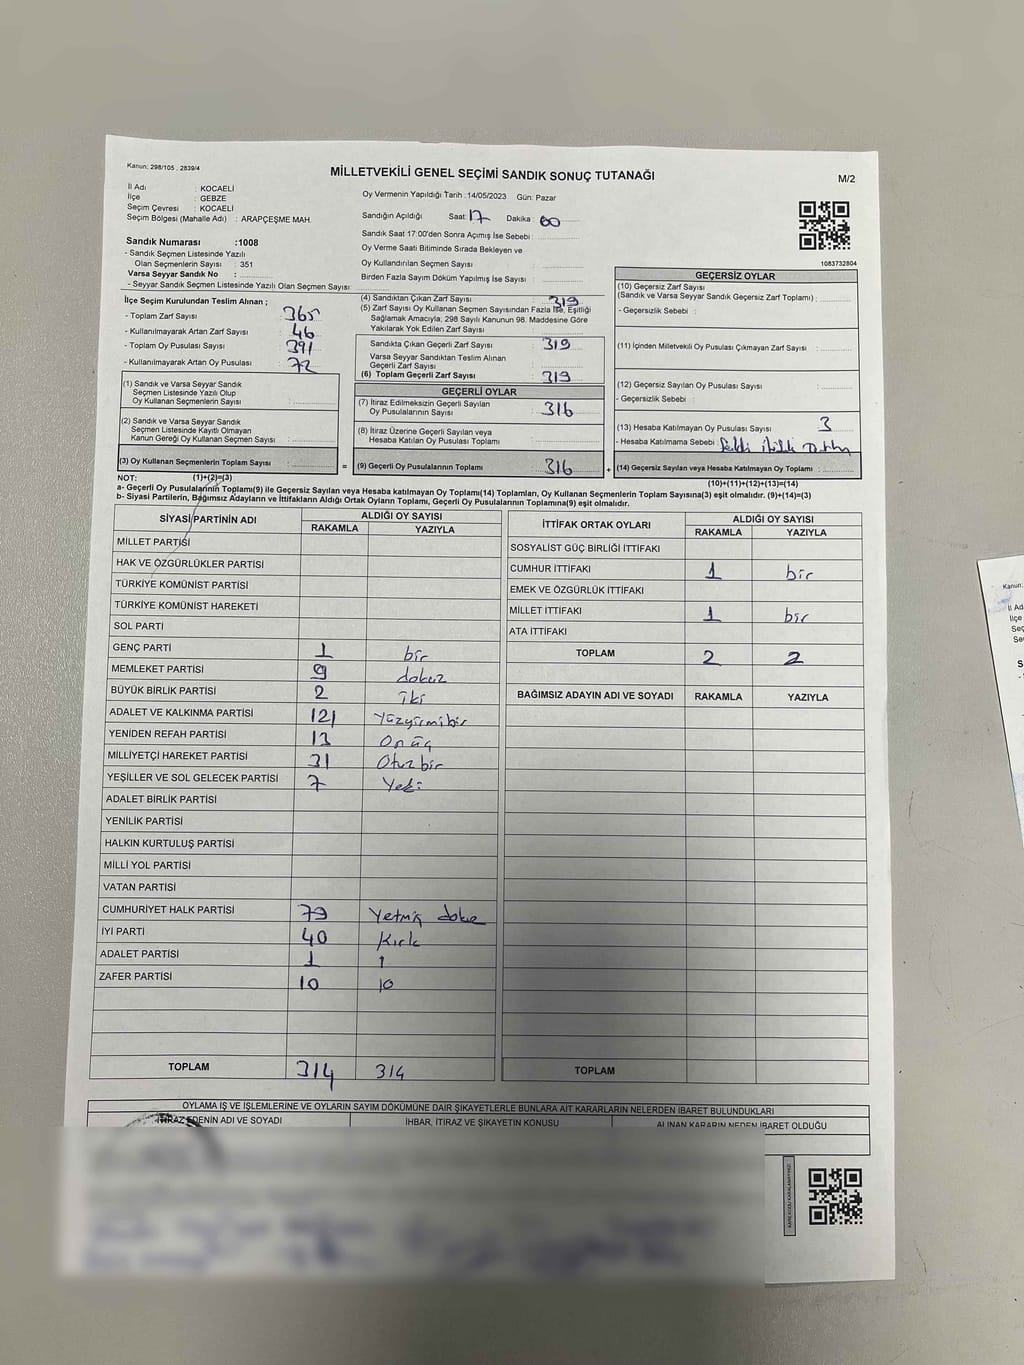 Kanun: 298/105 , 2839/4
MİLLETVEKİLİ GENEL SEÇİMİ SANDIK SONUÇ TUTANAĞI
M/2
İl Adı : KOCAELİ
İlçe : GEBZE
Seçim Çevresi : KOCAELİ
Seçim Bölgesi (Mahalle Adı) : ARAPÇEŞME MAH.
Sandık Numarası :1008
- Sandık Seçmen Listesinde Yazılı
Olan Seçmenlerin Sayısı : 351
Varsa Seyyar Sandık No :
- Seyyar Sandık Seçmen Listesinde Yazılı Olan Seçmen Sayısı:
Oy Vermenin Yapıldığı Tarih :14/05/2023 Gün: Pazar
Sandığın Açıldığı Saat 17 Dakika : 00
Sandık Saat 17:00'den Sonra Açılmış İse Sebebi :
Oy Verme Saati Bitiminde Sırada Bekleyen ve
Oy Kullandırılan Seçmen Sayısı :
Birden Fazla Sayım Döküm Yapılmış İse Sayısı :
1083732804
İlçe Seçim Kurulundan Teslim Alınan ;
- Toplam Zarf Sayısı : 365
- Kullanılmayarak Artan Zarf Sayısı : 46
- Toplam Oy Pusulası Sayısı : 391
- Kullanılmayarak Artan Oy Pusulası : 72
(1) Sandık ve Varsa Seyyar Sandık
Seçmen Listesinde Yazılı Olup
Oy Kullanan Seçmenlerin Sayısı :
(2) Sandık ve Varsa Seyyar Sandık
Seçmen Listesinde Kayıtlı Olmayan
Kanun Gereği Oy Kullanan Seçmen Sayısı :
(3) Oy Kullanan Seçmenlerin Toplam Sayısı :
(4) Sandıktan Çıkan Zarf Sayısı : 319
(5) Zarf Sayısı Oy Kullanan Seçmen Sayısından Fazla İse, Eşitliği
Sağlamak Amacıyla; 298 Sayılı Kanunun 98. Maddesine Göre
Yakılarak Yok Edilen Zarf Sayısı :
Sandıkta Çıkan Geçerli Zarf Sayısı : 319
Varsa Seyyar Sandıktan Teslim Alınan
Geçerli Zarf Sayısı :
(6) Toplam Geçerli Zarf Sayısı : 319
GEÇERLİ OYLAR
(7) İtiraz Edilmeksizin Geçerli Sayılan
Oy Pusulalarının Sayısı : 316
(8) İtiraz Üzerine Geçerli Sayılan veya
Hesaba Katılan Oy Pusulası Toplamı :
= (9) Geçerli Oy Pusulalarının Toplamı : 316 +
GEÇERSİZ OYLAR
(10) Geçersiz Zarf Sayısı
(Sandık ve Varsa Seyyar Sandık Geçersiz Zarf Toplamı) :
- Geçersizlik Sebebi :
(11) İçinden Milletvekili Oy Pusulası Çıkmayan Zarf Sayısı :
(12) Geçersiz Sayılan Oy Pusulası Sayısı :
- Geçersizlik Sebebi :
(13) Hesaba Katılmayan Oy Pusulası Sayısı : 3
- Hesaba Katılmama Sebebi :
(14) Geçersiz Sayılan veya Hesaba Katılmayan Oy Toplamı :
NOT: (1)+(2)=(3)
(10)+(11)+(12)+(13)=(14)
a- Geçerli Oy Pusulalarının Toplamı(9) ile Geçersiz Sayılan veya Hesaba katılmayan Oy Toplamı(14) Toplamları, Oy Kullanan Seçmenlerin Toplam Sayısına(3) eşit olmalıdır. (9)+(14)=(3)
b- Siyasi Partilerin, Bağımsız Adayların ve İttifakların Aldığı Ortak Oyların Toplamı, Geçerli Oy Pusulalarının Toplamına(9) eşit olmalıdır.
SİYASİ PARTİNİN ADI ALDIĞI OY SAYISI
RAKAMLA YAZIYLA
MİLLET PARTİSİ
HAK VE ÖZGÜRLÜKLER PARTİSİ
TÜRKİYE KOMÜNİST PARTİSİ
TÜRKİYE KOMÜNİST HAREKETİ
SOL PARTİ
GENÇ PARTİ 1 bir
MEMLEKET PARTİSİ 9 dokuz
BÜYÜK BİRLİK PARTİSİ 2 iki
ADALET VE KALKINMA PARTİSİ 121 Yüzyirmibir
YENİDEN REFAH PARTİSİ 13 Onüç
MİLLİYETÇİ HAREKET PARTİSİ 31 Otuzbir
YEŞİLLER VE SOL GELECEK PARTİSİ 7 Yedi
ADALET BİRLİK PARTİSİ
YENİLİK PARTİSİ
HALKIN KURTULUŞ PARTİSİ
MİLLİ YOL PARTİSİ
VATAN PARTİSİ
CUMHURİYET HALK PARTİSİ 79 Yetmiş dokuz
İYİ PARTİ 40 Kırk
ADALET PARTİSİ 1 1
ZAFER PARTİSİ 10 10
TOPLAM 314 314
İTTİFAK ORTAK OYLARI ALDIĞI OY SAYISI
RAKAMLA YAZIYLA
SOSYALİST GÜÇ BİRLİĞİ İTTİFAKI
CUMHUR İTTİFAKI 1 bir
EMEK VE ÖZGÜRLÜK İTTİFAKI
MİLLET İTTİFAKI 1 bir
ATA İTTİFAKI
TOPLAM 2 2
BAĞIMSIZ ADAYIN ADI VE SOYADI RAKAMLA YAZIYLA
TOPLAM
OYLAMA İŞ VE İŞLEMLERİNE VE OYLARIN SAYIM DÖKÜMÜNE DAİR ŞİKAYETLERLE BUNLARA AİT KARARLARIN NELERDEN İBARET BULUNDUKLARI
İTİRAZ EDENİN ADI VE SOYADI İHBAR, İTİRAZ VE ŞİKAYETİN KONUSU ALINAN KARARIN NEDEN İBARET OLDUĞU
KAREKODU KARALAMAYINIZ!
Kanun:
İl Ad
İlçe
Seç
Se
S